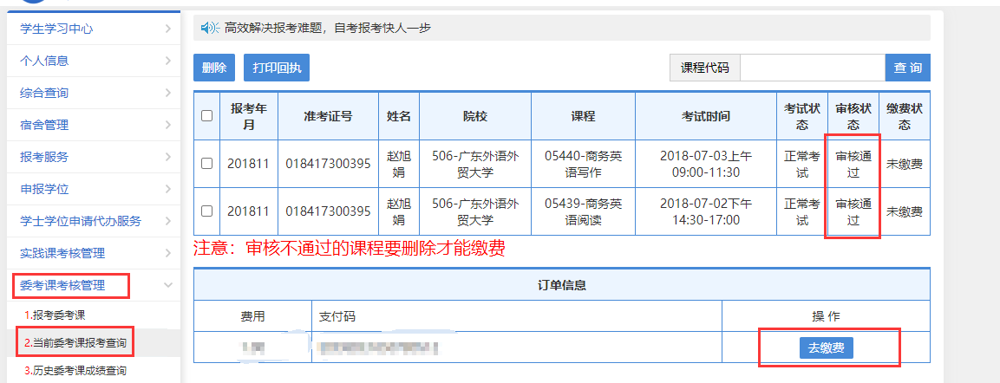 学生学习中心
个人信息
综合查询
宿舍管理
报考服务
申报学位
学士学位申请代办服务
实践课考核管理
委考课考核管理
1.报考委考课
2.当前委考课报考查询
3.历史委考课成绩查询
高效解决报考难题，自考报考快人一步
删除 打印回执 课程代码 查 询
报考年
月 准考证号 姓名 院校 课程 考试时间 考试状
态 审核状
态 缴费状
态
201811 018417300395 赵旭
娟 506-广东外语外
贸大学 05440-商务英
语写作 2018-07-03上午
09:00-11:30 正常考
试 审核通
过 未缴费
201811 018417300395 赵旭
娟 506-广东外语外
贸大学 05439-商务英
语阅读 2018-07-02下午
14:30-17:00 正常考
试 审核通
过 未缴费
注意：审核不通过的课程要删除才能缴费
订单信息
费用 支付码 操 作
去缴费